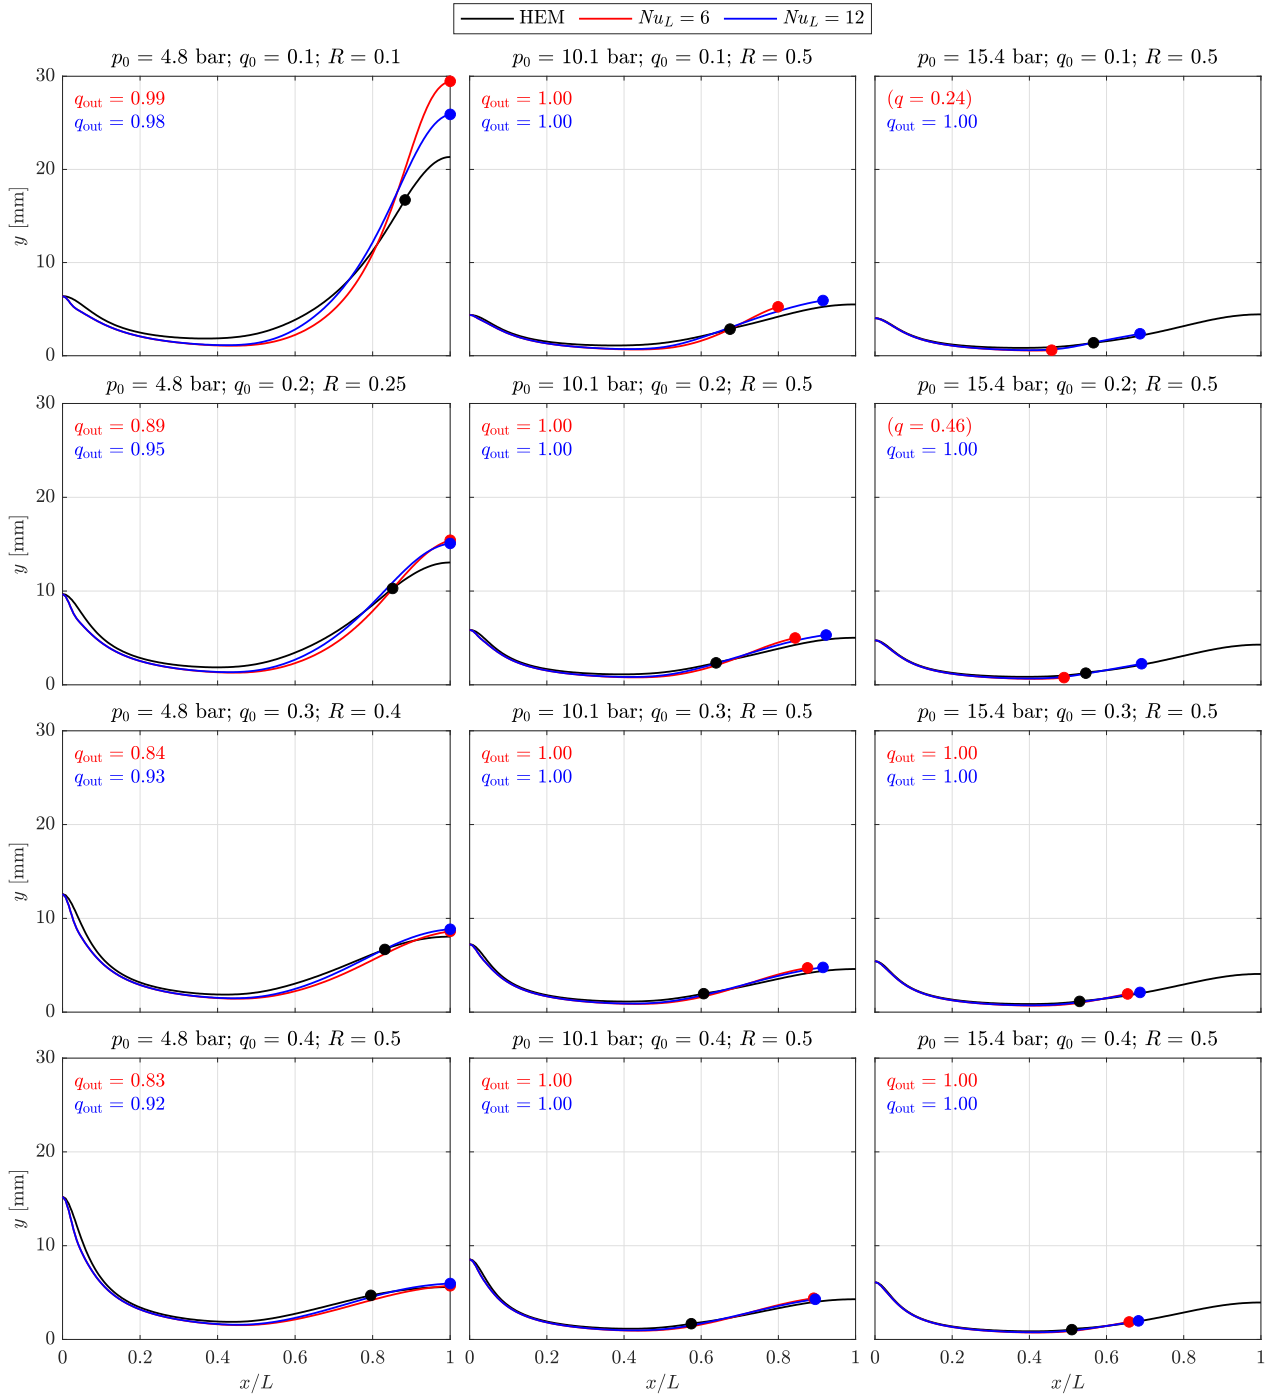 HEM Nu_L = 6 Nu_L = 12
p_0 = 4.8 bar; q_0 = 0.1; R = 0.1
p_0 = 10.1 bar; q_0 = 0.1; R = 0.5
p_0 = 15.4 bar; q_0 = 0.1; R = 0.5
30
20
10
0
y [mm]
q_out = 0.99
q_out = 0.98
q_out = 1.00
q_out = 1.00
(q = 0.24)
q_out = 1.00
p_0 = 4.8 bar; q_0 = 0.2; R = 0.25
p_0 = 10.1 bar; q_0 = 0.2; R = 0.5
p_0 = 15.4 bar; q_0 = 0.2; R = 0.5
30
20
10
0
y [mm]
q_out = 0.89
q_out = 0.95
q_out = 1.00
q_out = 1.00
(q = 0.46)
q_out = 1.00
p_0 = 4.8 bar; q_0 = 0.3; R = 0.4
p_0 = 10.1 bar; q_0 = 0.3; R = 0.5
p_0 = 15.4 bar; q_0 = 0.3; R = 0.5
30
20
10
0
y [mm]
q_out = 0.84
q_out = 0.93
q_out = 1.00
q_out = 1.00
q_out = 1.00
q_out = 1.00
p_0 = 4.8 bar; q_0 = 0.4; R = 0.5
p_0 = 10.1 bar; q_0 = 0.4; R = 0.5
p_0 = 15.4 bar; q_0 = 0.4; R = 0.5
30
20
10
0
y [mm]
q_out = 0.83
q_out = 0.92
q_out = 1.00
q_out = 1.00
q_out = 1.00
q_out = 1.00
0 0.2 0.4 0.6 0.8 1
0 0.2 0.4 0.6 0.8 1
0 0.2 0.4 0.6 0.8 1
x/L
x/L
x/L